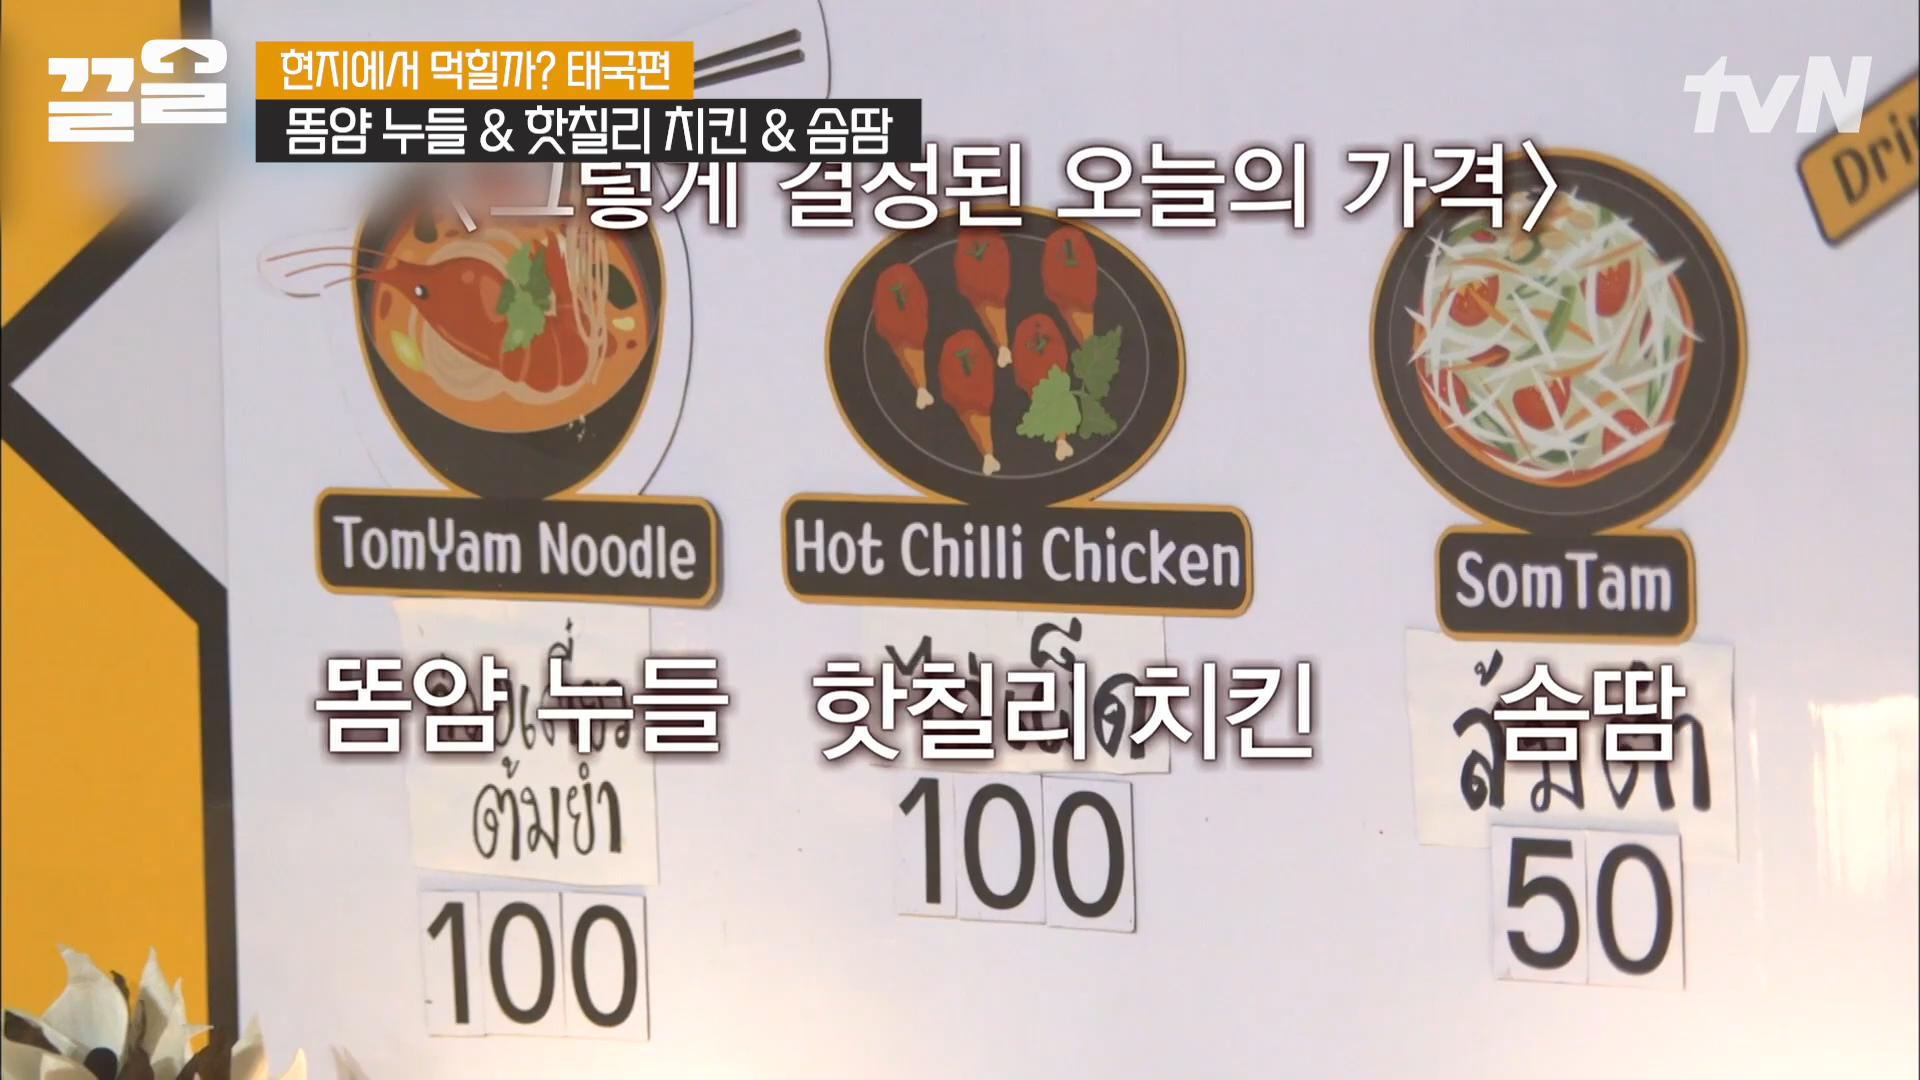 끌올
현지에서 먹힐까? 태국편
똠얌 누들 & 핫칠리 치킨 & 솜땀
tvN
그렇게 결성된 오늘의 가격>
TomYam Noodle
Hot Chilli Chicken
SomTam
똠얌 누들
핫칠리 치킨
솜땀
ต้มยำ
ส้มตำ
100
100
50